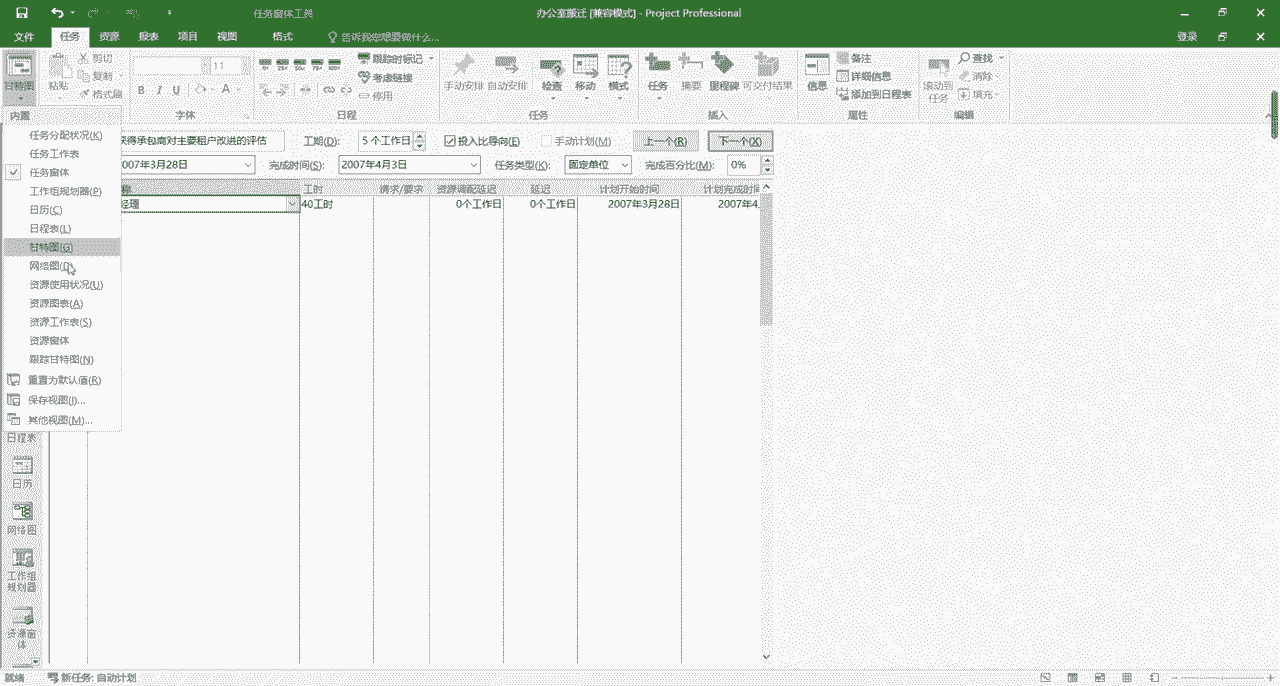 任务窗体工具
办公室搬迁 [兼容模式] - Project Professional
文件 任务 资源 报表 项目 视图 格式 告诉我您想要做什么... 登录
甘特图 粘贴 剪切 复制 格式刷
11
B I U A
字体
跟踪的标记
考虑链接
停用
日程
手动安排 自动安排 检查 移动 模式
任务
任务 摘要 里程碑 可交付结果
插入
信息 备注
详细信息
添加到日程表
属性
滚动到任务 查找
清除
填充
编辑
内置
任务分配状况(K)
任务工作表
任务窗体
工作组规划器(P)
日历(C)
日程表(L)
甘特图(G)
网络图(D)
资源使用状况(U)
资源图表(A)
资源工作表(S)
资源窗体
跟踪甘特图(N)
重置为默认值(R)
保存视图(I)...
其他视图(M)...
获得承包商对主要租户改进的评估 工期(D): 5 个工作日 投入比导向(E) 手动计划(M) 上一个(R) 下一个(X)
2007年3月28日 完成时间(S): 2007年4月3日 任务类型(K): 固定单位 完成百分比(M): 0%
称 工时 请求/要求 资源调配延迟 延迟 计划开始时间 计划完成时间
经理 40工时 0个工作日 0个工作日 2007年3月28日 2007年4
日程表
日历
网络图
工作组
规划器
资源窗
体
就绪 新任务: 自动计划